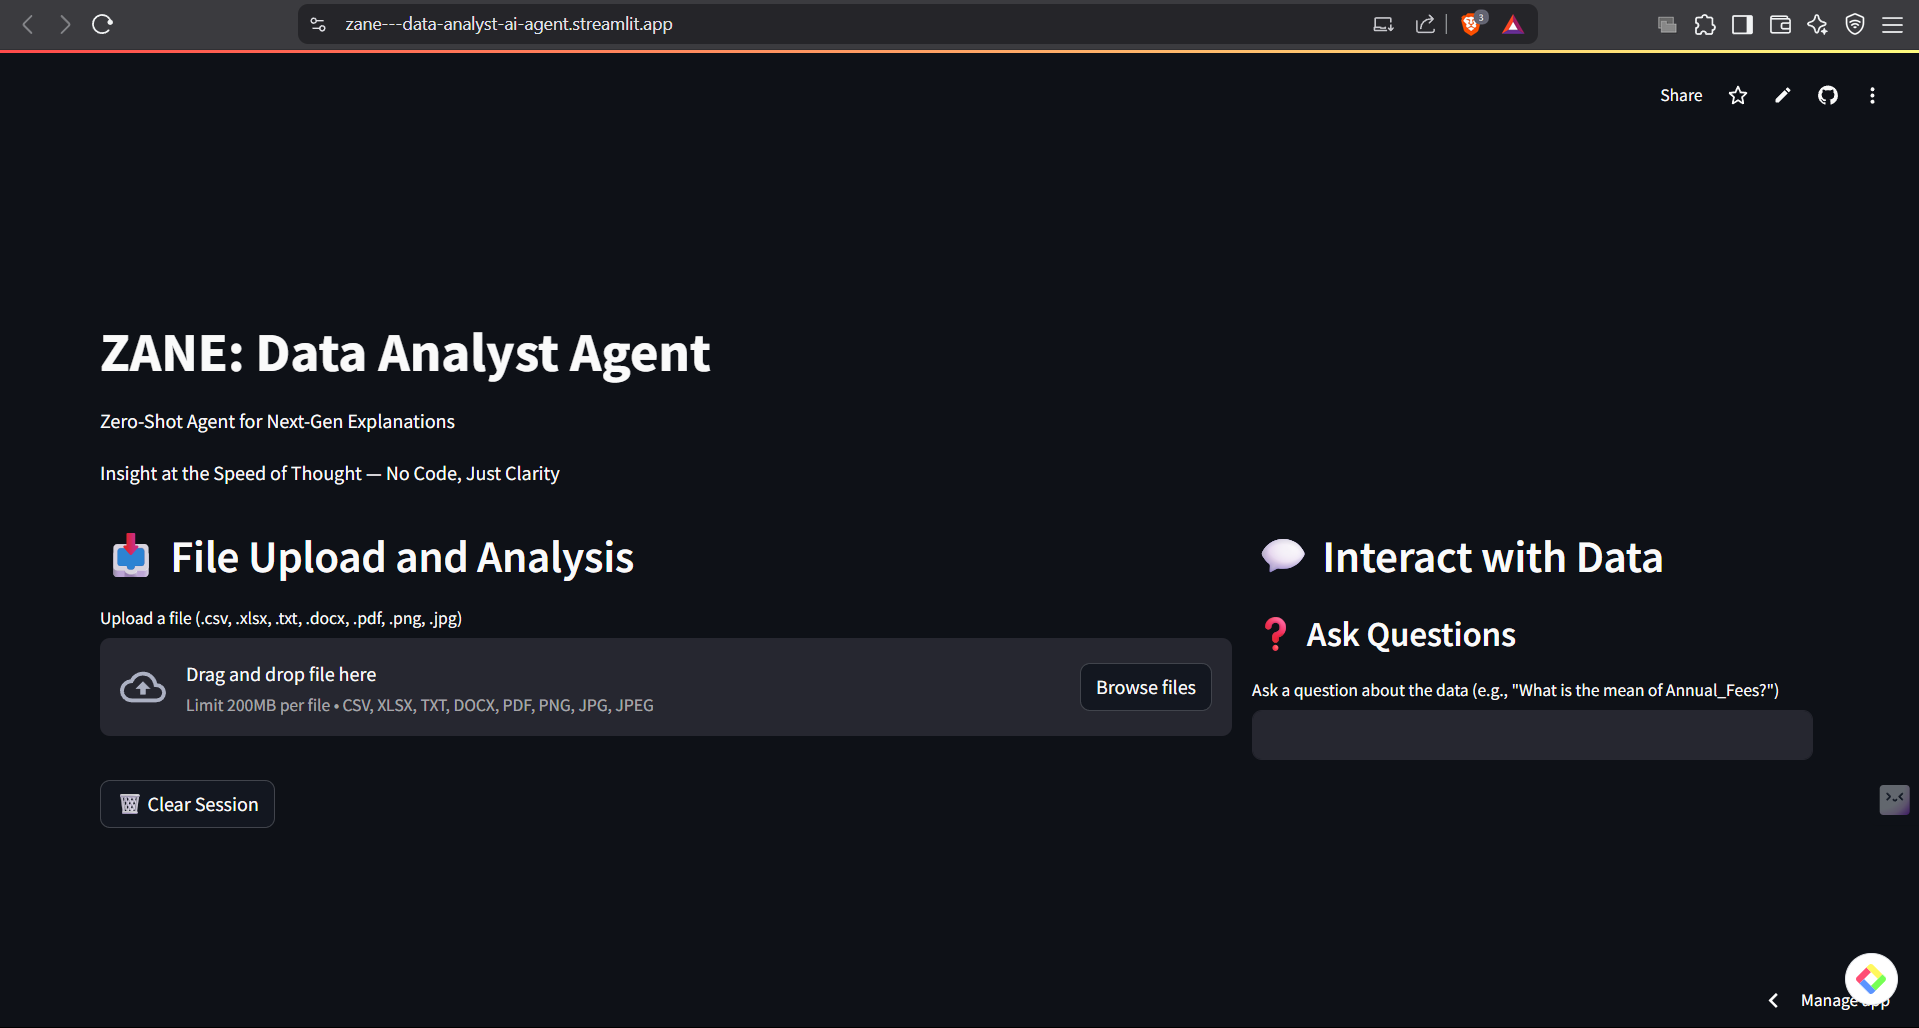 zane---data-analyst-ai-agent.streamlit.app
3
Share
ZANE: Data Analyst Agent
Zero-Shot Agent for Next-Gen Explanations
Insight at the Speed of Thought — No Code, Just Clarity
File Upload and Analysis
Upload a file (.csv, .xlsx, .txt, .docx, .pdf, .png, .jpg)
Drag and drop file here
Limit 200MB per file • CSV, XLSX, TXT, DOCX, PDF, PNG, JPG, JPEG
Browse files
Clear Session
Interact with Data
Ask Questions
Ask a question about the data (e.g., "What is the mean of Annual_Fees?")
Manage app